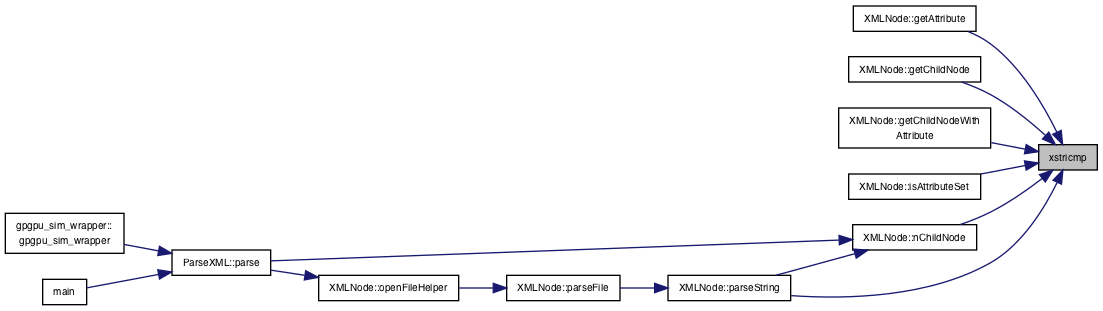 XMLNode::getAttribute
XMLNode::getChildNode
XMLNode::getChildNodeWith
Attribute
xstricmp
XMLNode::isAttributeSet
gpgpu_sim_wrapper::
gpgpu_sim_wrapper
XMLNode::nChildNode
ParseXML::parse
main
XMLNode::openFileHelper
XMLNode::parseFile
XMLNode::parseString